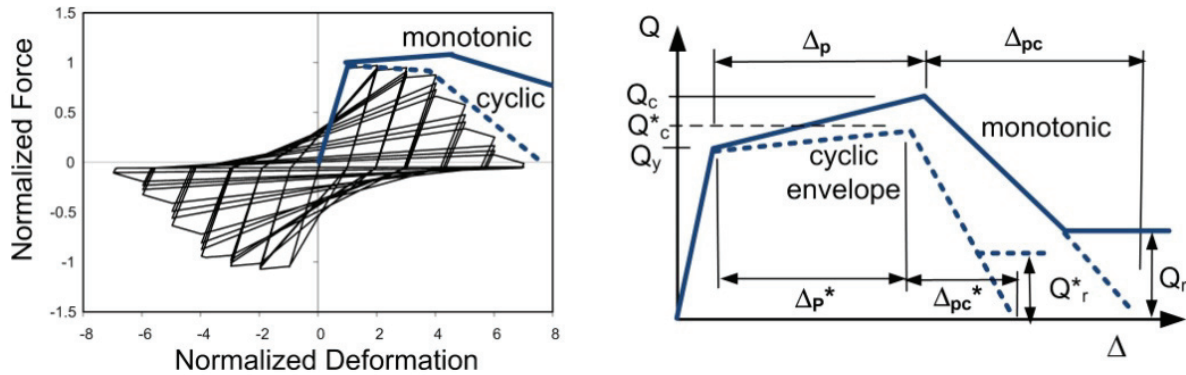 1.5
1
0.5
0
-0.5
-1
-1.5
-8 -6 -4 -2 0 2 4 6 8
Normalized Force
Normalized Deformation
monotonic
cyclic
Q
Δp
Δpc
Qc
Q*c
Qy
monotonic
cyclic
envelope
ΔP*
Δpc*
Q*r
Qr
Δ